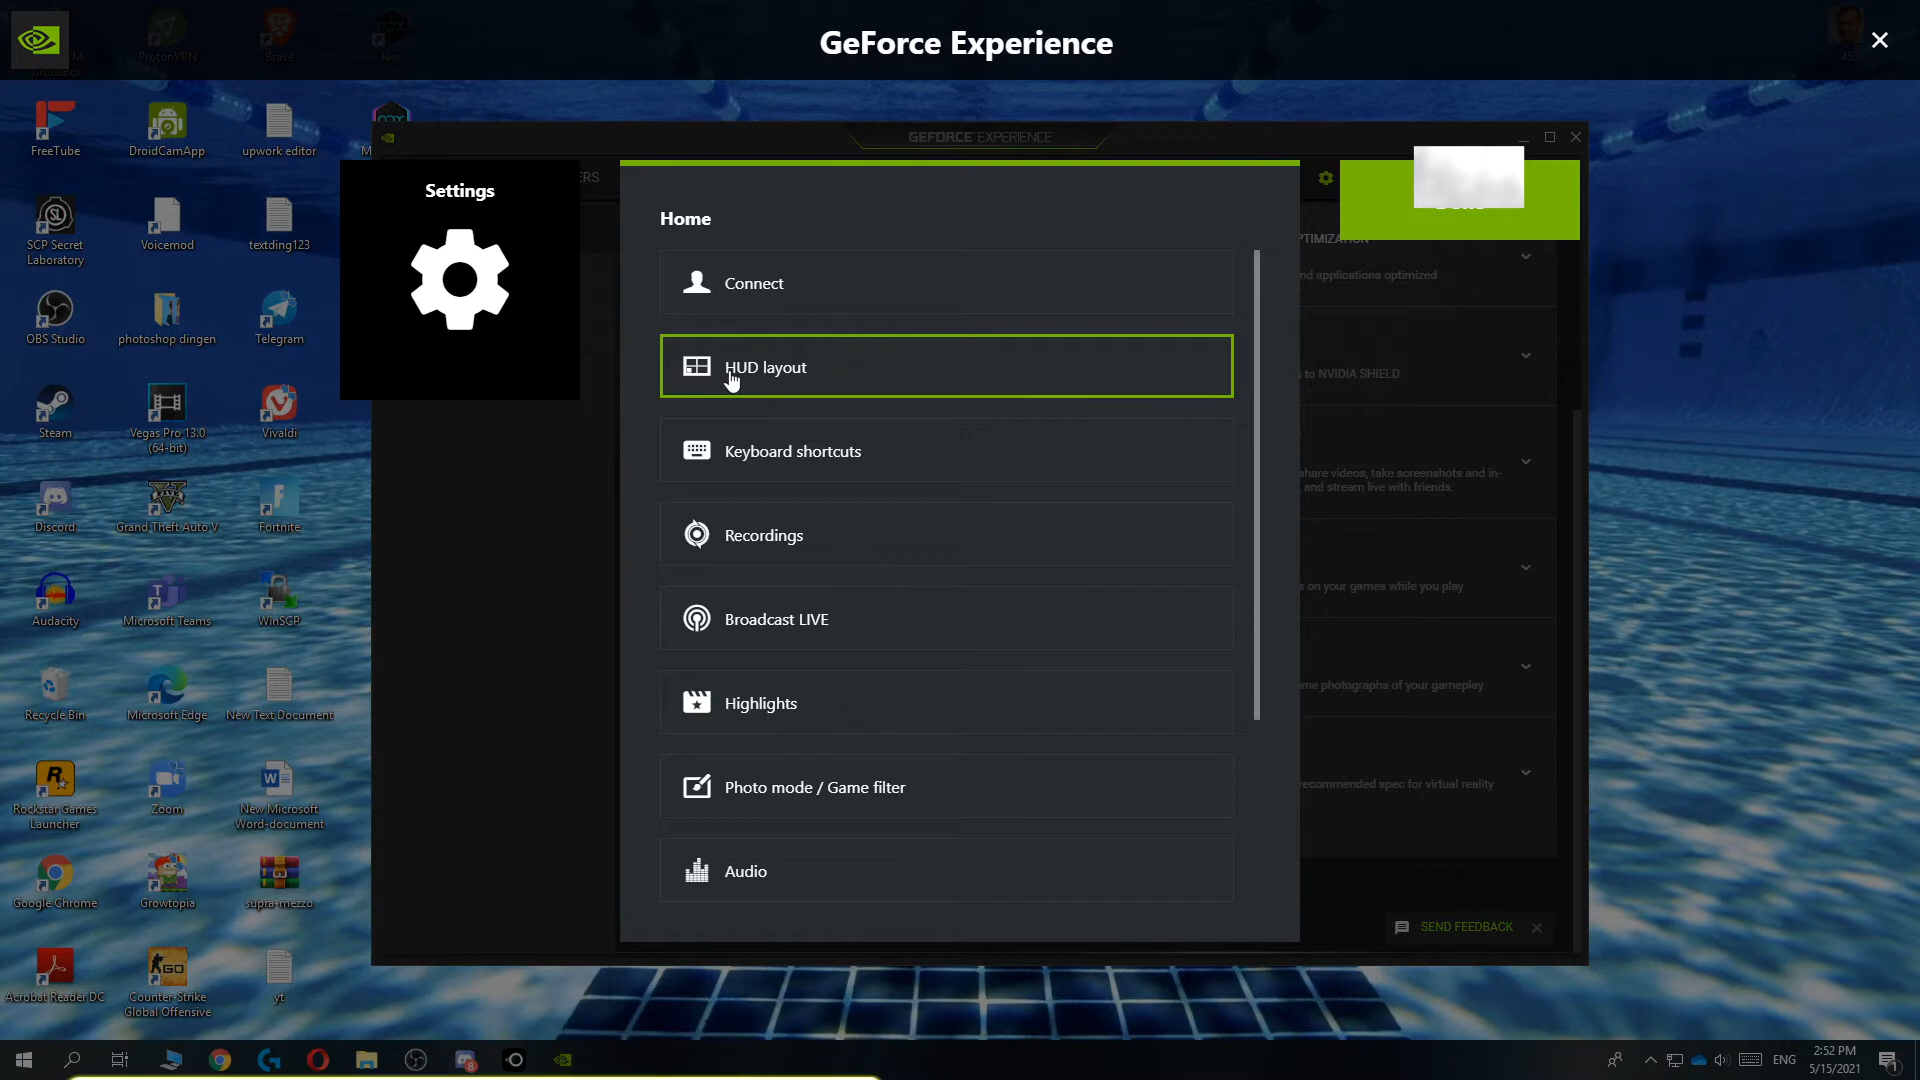 GeForce Experience
ProtonVPN
Brave
FreeTube
DroidCamApp
upwork editor
SCP Secret
Laboratory
Voicemod
textding123
OBS Studio
photoshop dingen
Telegram
Steam
Vegas Pro 13.0
(64-bit)
Vivaldi
Discord
Grand Theft Auto V
Fortnite
Audacity
Microsoft Teams
WinSCP
Recycle Bin
Microsoft Edge
New Text Document
Rockstar Games
Launcher
Zoom
New Microsoft
Word-document
Google Chrome
Growtopia
supra-mezzo
Acrobat Reader DC
Counter-Strike
Global Offensive
yt
GEFORCE EXPERIENCE
Settings
Home
Connect
HUD layout
Keyboard shortcuts
Recordings
Broadcast LIVE
Highlights
Photo mode / Game filter
Audio
and applications optimized
to NVIDIA SHIELD
share videos, take screenshots and in-
and stream live with friends.
on your games while you play
photographs of your gameplay
recommended spec for virtual reality
SEND FEEDBACK
ENG
2:52 PM
5/15/2021